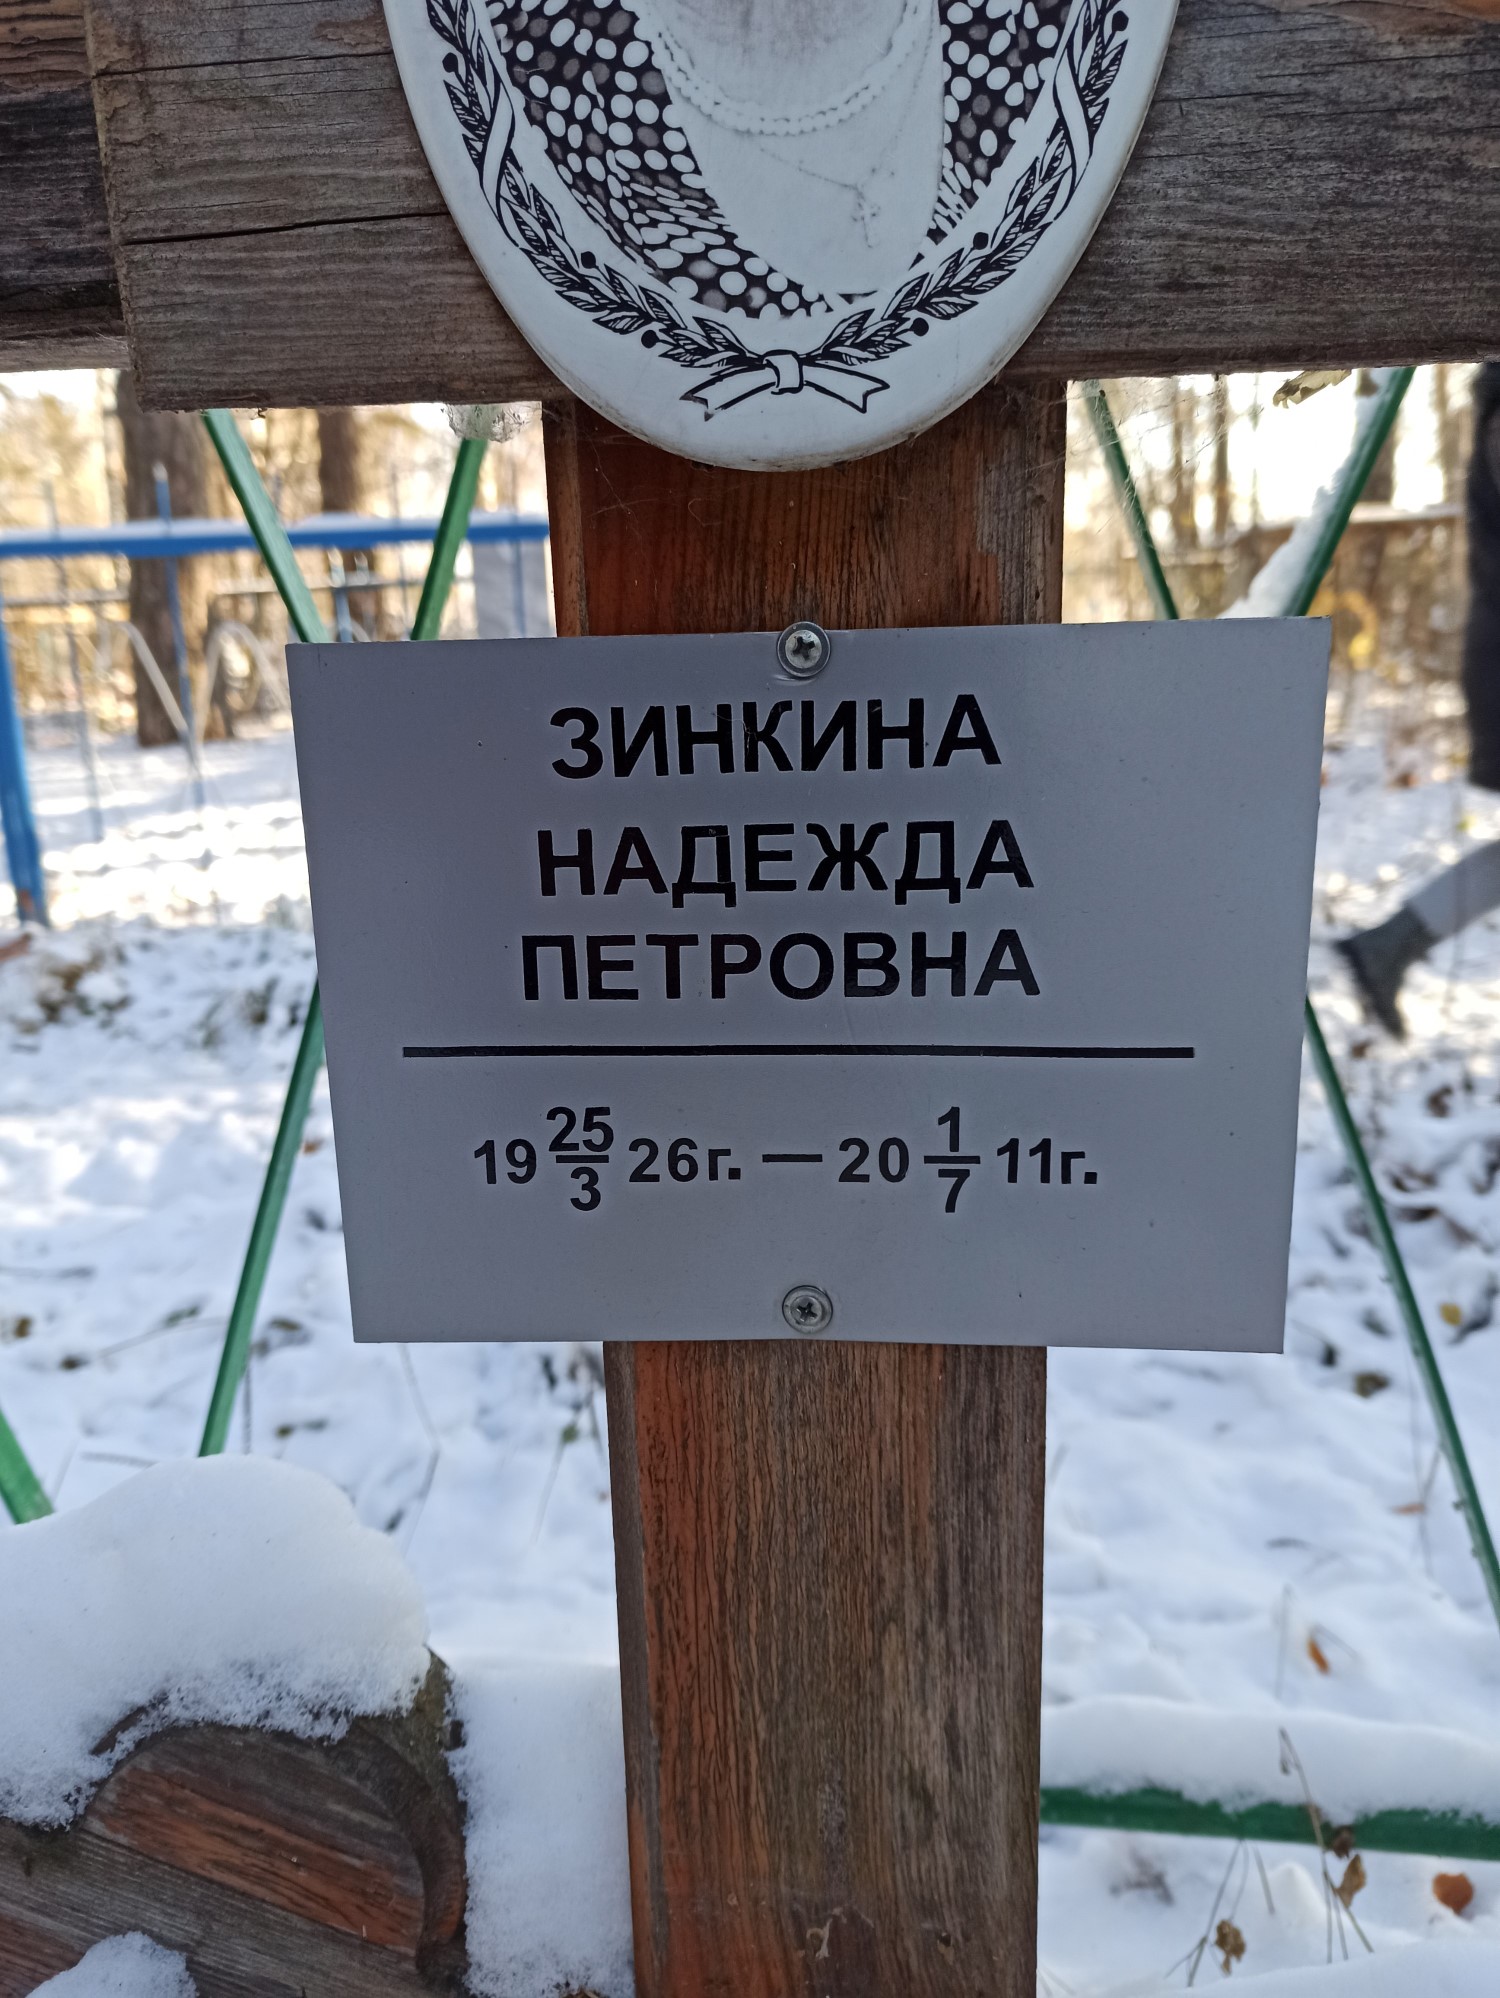 ЗИНКИНА
НАДЕЖДА
ПЕТРОВНА
19 25/3 26г. — 20 1/7 11г.